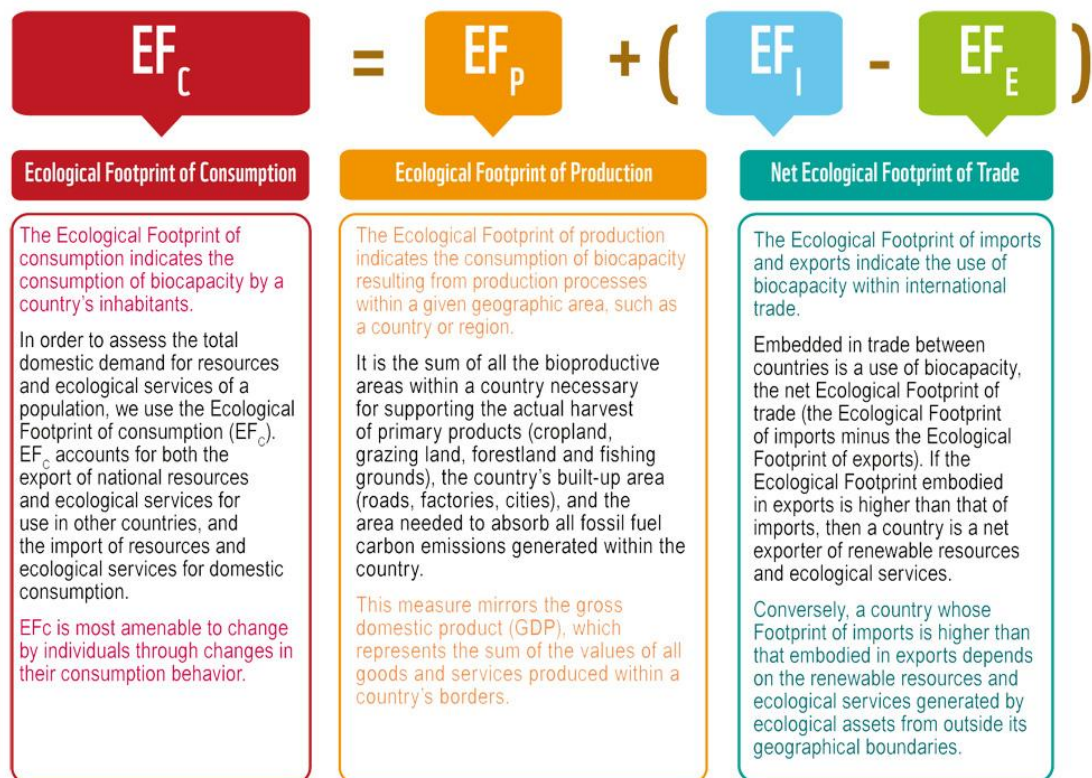 EFC = EFP + ( EFI - EFE )
Ecological Footprint of Consumption
The Ecological Footprint of
consumption indicates the
consumption of biocapacity by a
country's inhabitants.
In order to assess the total
domestic demand for resources
and ecological services of a
population, we use the Ecological
Footprint of consumption (EFC).
EFC accounts for both the
export of national resources
and ecological services for
use in other countries, and
the import of resources and
ecological services for domestic
consumption.
EFc is most amenable to change
by individuals through changes in
their consumption behavior.
Ecological Footprint of Production
The Ecological Footprint of production
indicates the consumption of biocapacity
resulting from production processes
within a given geographic area, such as
a country or region.
It is the sum of all the bioproductive
areas within a country necessary
for supporting the actual harvest
of primary products (cropland,
grazing land, forestland and fishing
grounds), the country's built-up area
(roads, factories, cities), and the
area needed to absorb all fossil fuel
carbon emissions generated within the
country.
This measure mirrors the gross
domestic product (GDP), which
represents the sum of the values of all
goods and services produced within a
country's borders.
Net Ecological Footprint of Trade
The Ecological Footprint of imports
and exports indicate the use of
biocapacity within international
trade.
Embedded in trade between
countries is a use of biocapacity,
the net Ecological Footprint of
trade (the Ecological Footprint
of imports minus the Ecological
Footprint of exports). If the
Ecological Footprint embodied
in exports is higher than that of
imports, then a country is a net
exporter of renewable resources
and ecological services.
Conversely, a country whose
Footprint of imports is higher than
that embodied in exports depends
on the renewable resources and
ecological services generated by
ecological assets from outside its
geographical boundaries.